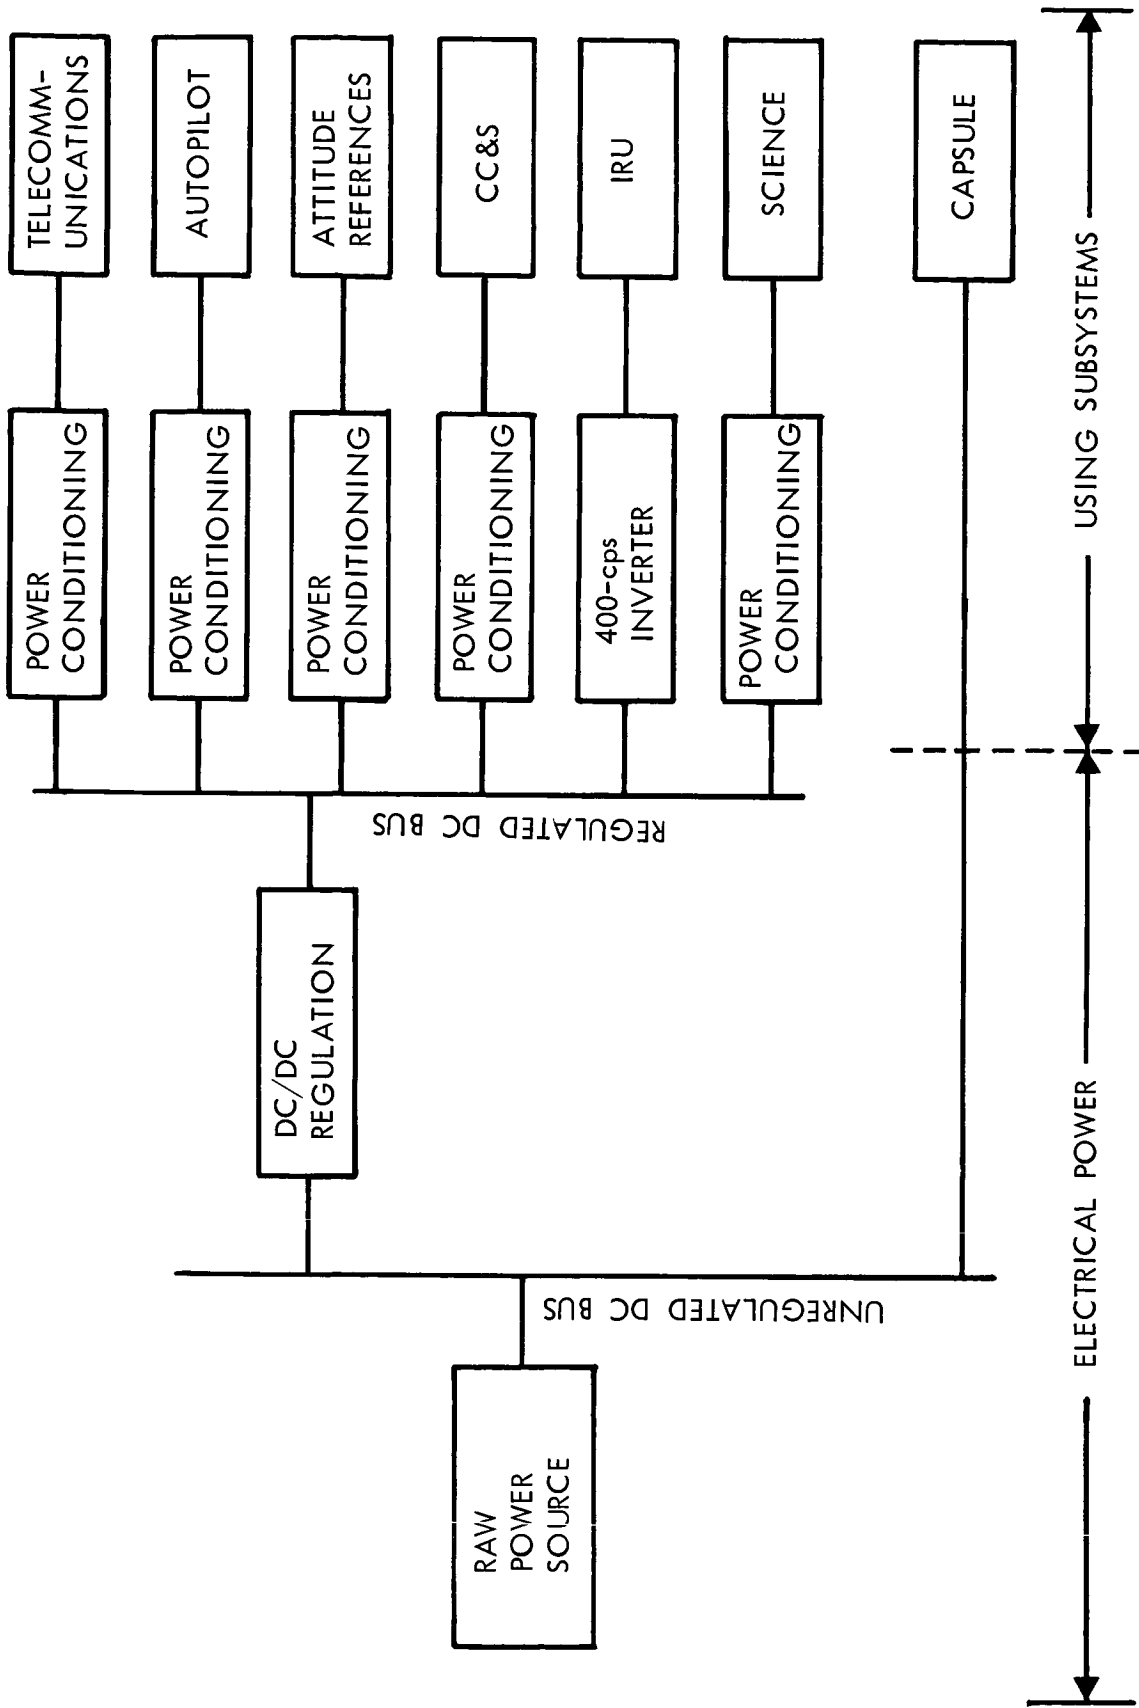 RAW
POWER
SOURCE
UNREGULATED DC BUS
DC/DC
REGULATION
REGULATED DC BUS
POWER
CONDITIONING
TELECOMM-
UNICATIONS
POWER
CONDITIONING
AUTOPILOT
POWER
CONDITIONING
ATTITUDE
REFERENCES
POWER
CONDITIONING
CC&S
400-cps
INVERTER
IRU
POWER
CONDITIONING
SCIENCE
CAPSULE
ELECTRICAL POWER
USING SUBSYSTEMS